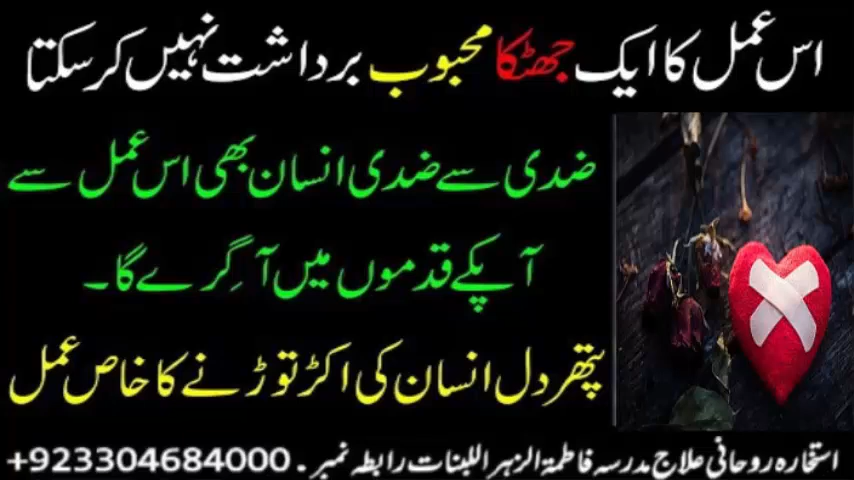 اس عمل کا ایک جھٹکا محبوب برداشت نہیں کر سکتا
ضدی سے ضدی انسان بھی اس عمل سے
آپکے قدموں میں آ گِرے گا۔
پتھر دل انسان کی اکڑ توڑنے کا خاص عمل
استخارہ روحانی علاج مدرسہ فاطمۃ الزہرا للبنات رابطہ نمبر۔ 923304684000+